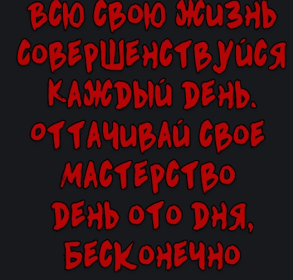 ВСЮ СВОЮ ЖИЗНЬ
СОВЕРШЕНСТВУЙСЯ
КАЖДЫЙ ДЕНЬ.
ОТТАЧИВАЙ СВОЕ
МАСТЕРСТВО
ДЕНЬ ОТО ДНЯ,
БЕСКОНЕЧНО